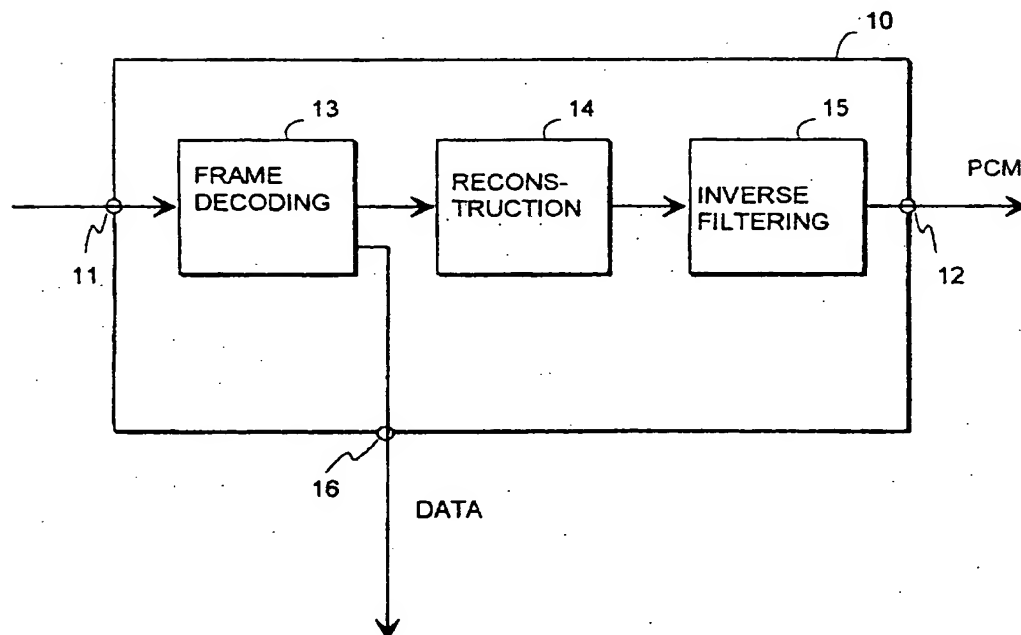 10
13
14
15
FRAME
DECODING
RECONS-
TRUCTION
INVERSE
FILTERING
PCM
11
12
16
DATA